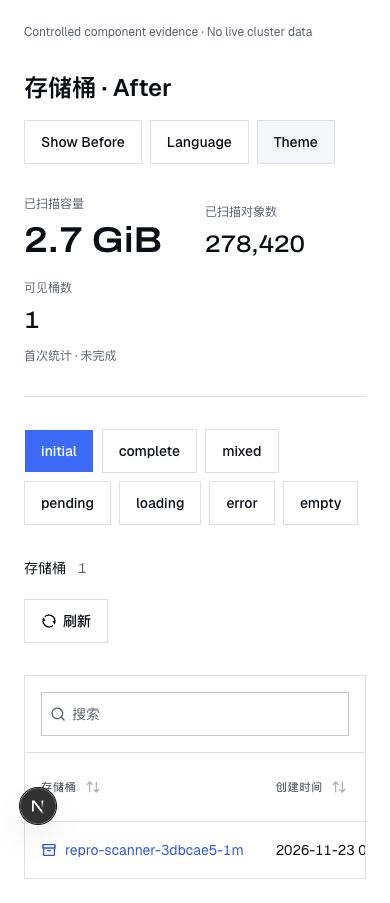 Controlled component evidence · No live cluster data
存储桶 · After
Show Before Language Theme
已扫描容量
2.7 GiB
已扫描对象数
278,420
可见桶数
1
首次统计 · 未完成
initial complete mixed
pending loading error empty
存储桶 1
刷新
搜索
存储桶 创建时间
N
repro-scanner-3dbcae5-1m 2026-11-23 0